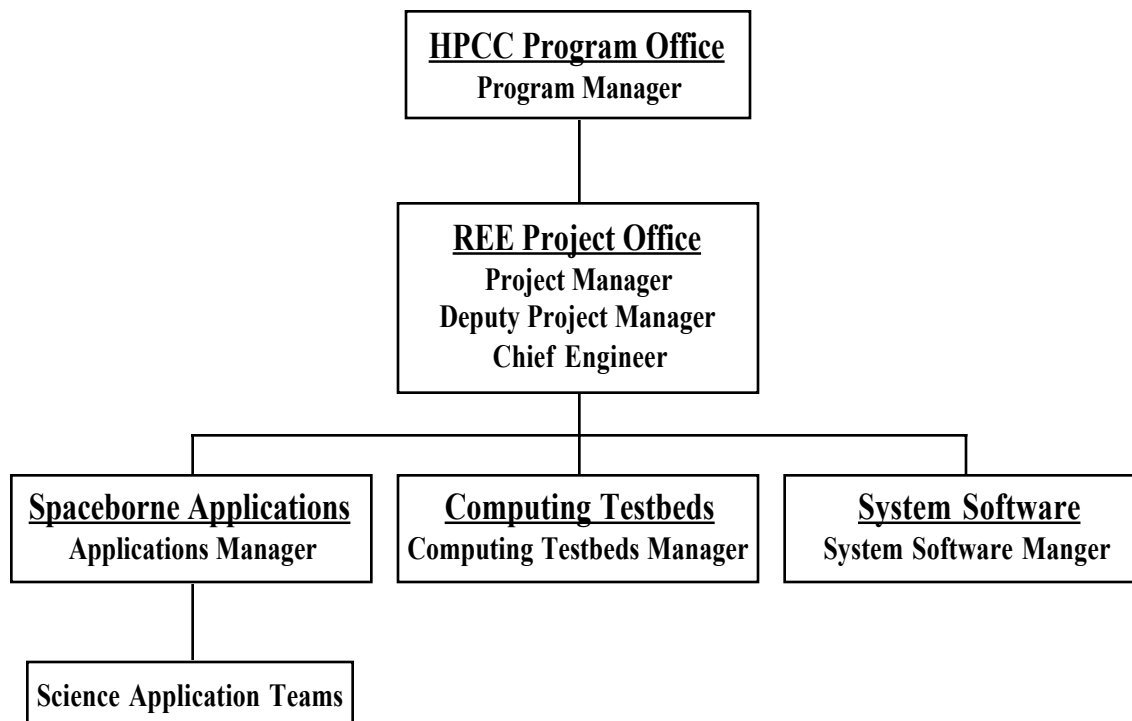 HPCC Program Office
Program Manager
REE Project Office
Project Manager
Deputy Project Manager
Chief Engineer
Spaceborne Applications
Applications Manager
Computing Testbeds
Computing Testbeds Manager
System Software
System Software Manger
Science Application Teams